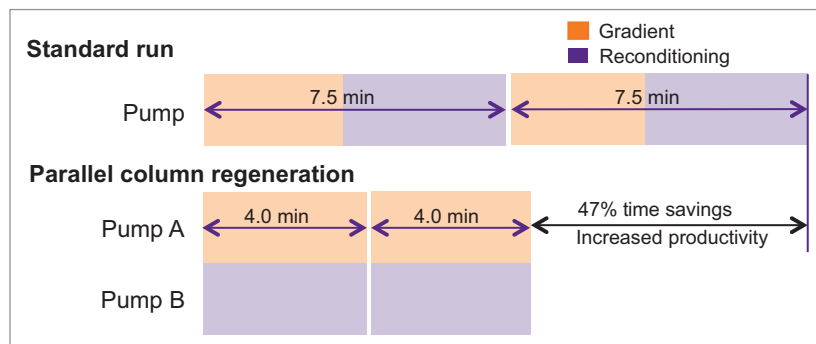 Standard run
Gradient
Reconditioning
7.5 min
7.5 min
Pump
Parallel column regeneration
4.0 min
4.0 min
47% time savings
Pump A
Increased productivity
Pump B